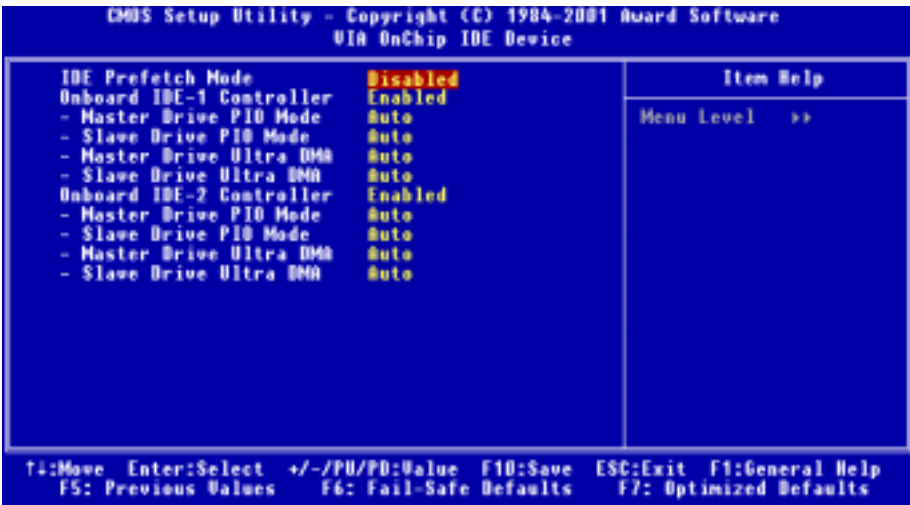 CMOS Setup Utility - Copyright (C) 1984-2001 Award Software
VIA OnChip IDE Device
IDE Prefetch Mode Disabled
Onboard IDE-1 Controller Enabled
- Master Drive PIO Mode Auto
- Slave Drive PIO Mode Auto
- Master Drive Ultra DMA Auto
- Slave Drive Ultra DMA Auto
Onboard IDE-2 Controller Enabled
- Master Drive PIO Mode Auto
- Slave Drive PIO Mode Auto
- Master Drive Ultra DMA Auto
- Slave Drive Ultra DMA Auto
Item Help
Menu Level ▸▸
↑↓:Move Enter:Select +/-/PU/PD:Value F10:Save ESC:Exit F1:General Help
F5: Previous Values F6: Fail-Safe Defaults F7: Optimized Defaults